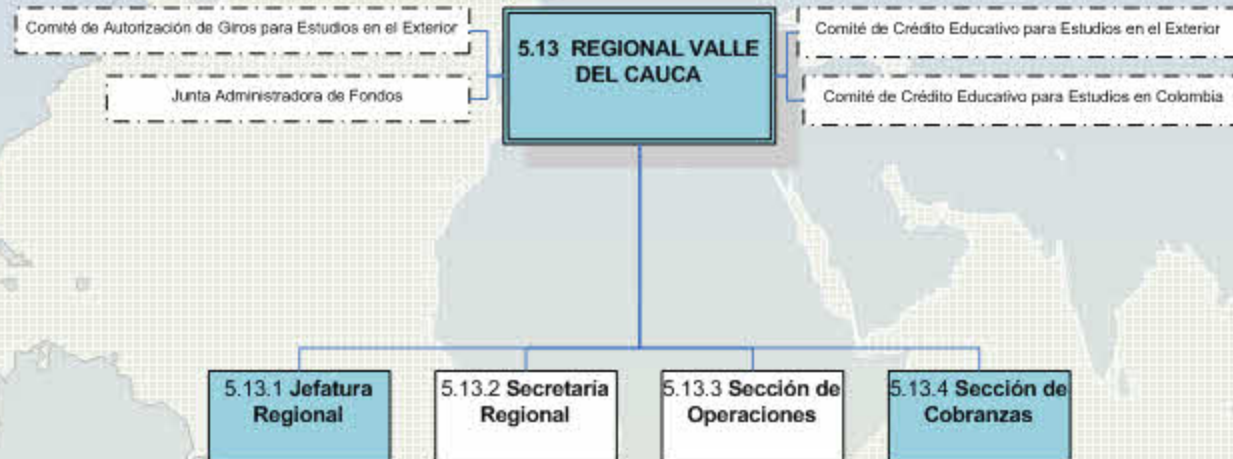 Comité de Autorización de Giros para Estudios en el Exterior
Junta Administradora de Fondos
5.13 REGIONAL VALLE
DEL CAUCA
Comité de Crédito Educativo para Estudios en el Exterior
Comité de Crédito Educativo para Estudios en Colombia
5.13.1 Jefatura
Regional
5.13.2 Secretaría
Regional
5.13.3 Sección de
Operaciones
5.13.4 Sección de
Cobranzas